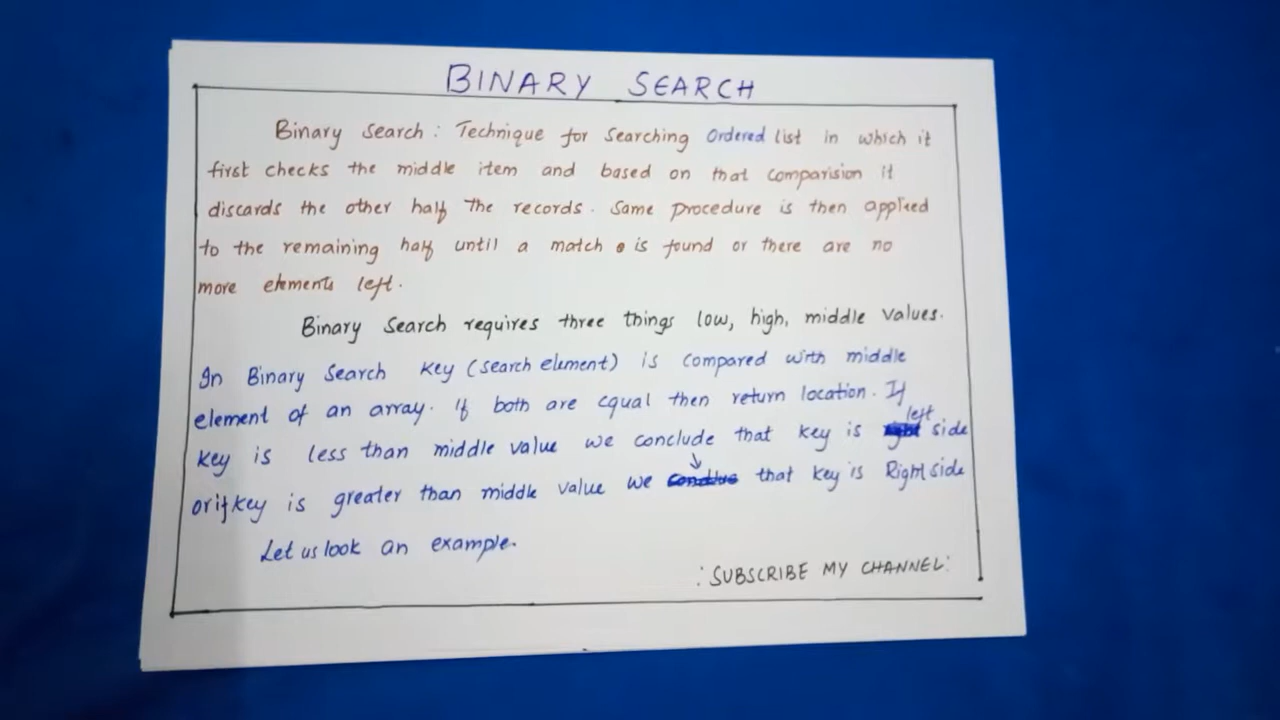 BINARY SEARCH
Binary Search : Technique for Searching Ordered list in which it
first checks the middle item and based on that comparision it
discards the other half the records. Same procedure is then applied
to the remaining half until a match is found or there are no
more elements left.
Binary Search requires three things low, high, middle values.
In Binary Search key (search element) is compared with middle
element of an array. If both are equal then return location. If
key is less than middle value we conclude that key is left side
or if key is greater than middle value we that key is Right side
Let us look an example.
: SUBSCRIBE MY CHANNEL: